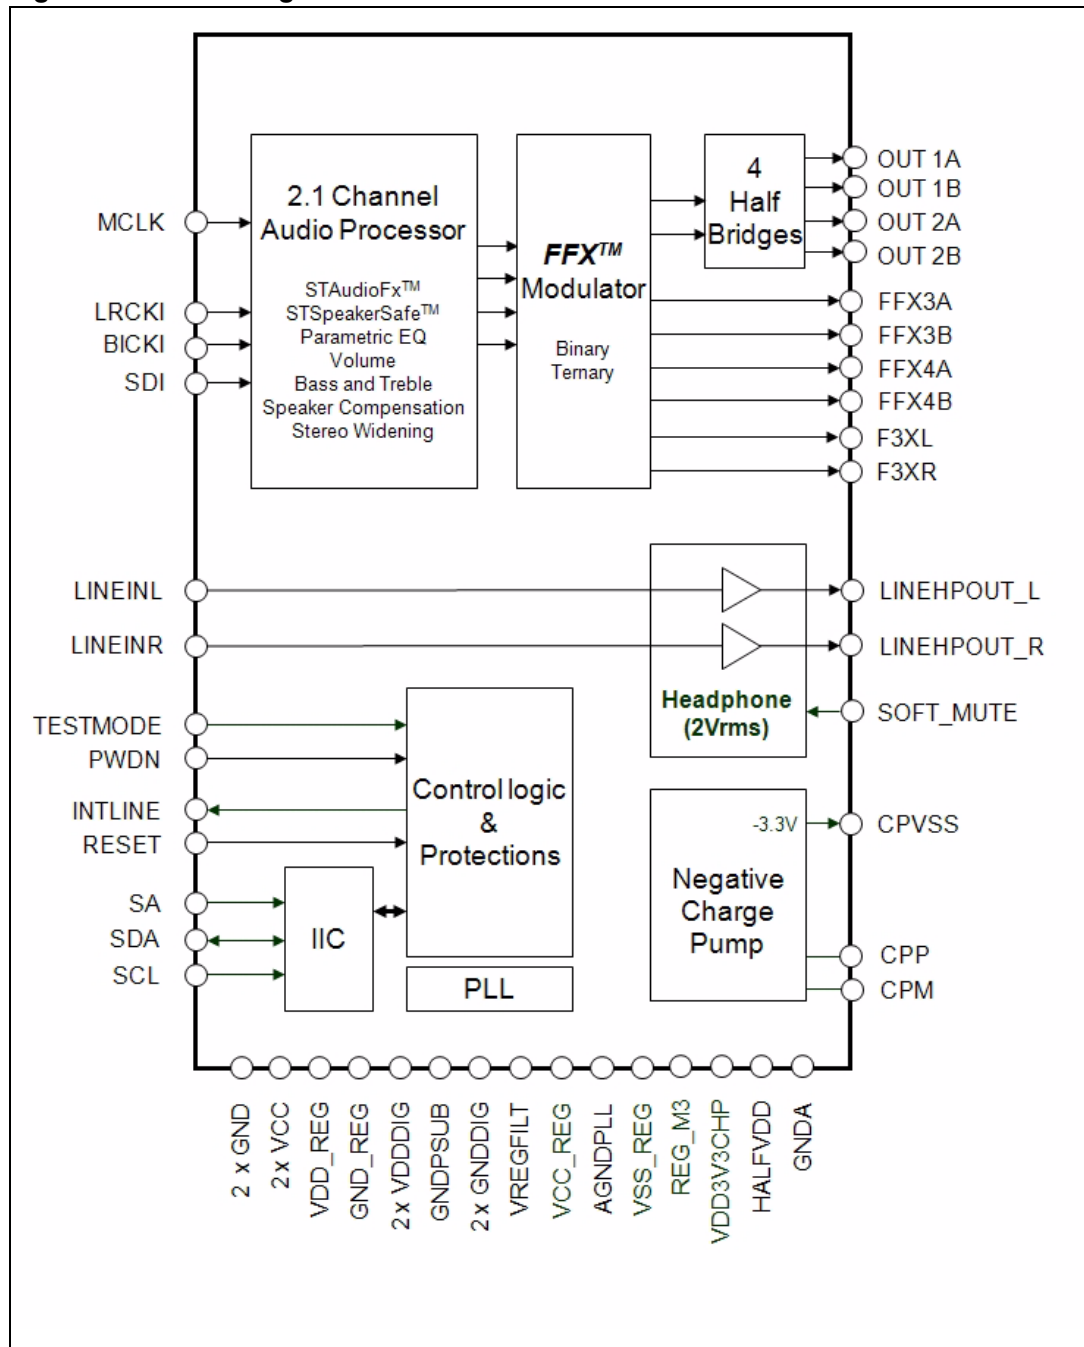 MCLK
LRCKI
BICKI
SDI
2.1 Channel
Audio Processor
STAudioFx™
STSpeakerSafe™
Parametric EQ
Volume
Bass and Treble
Speaker Compensation
Stereo Widening
FFX™
Modulator
Binary
Ternary
4
Half
Bridges
OUT 1A
OUT 1B
OUT 2A
OUT 2B
FFX3A
FFX3B
FFX4A
FFX4B
F3XL
F3XR
LINEINL
LINEINR
Headphone
(2Vrms)
LINEHPOUT_L
LINEHPOUT_R
SOFT_MUTE
TESTMODE
PWDN
INTLINE
RESET
SA
SDA
SCL
IIC
Control logic
&
Protections
PLL
-3.3V
Negative
Charge
Pump
CPVSS
CPP
CPM
2 x GND
2 x VCC
VDD_REG
GND_REG
2 x VDDDIG
GNDPSUB
2 x GNDDIG
VREGFILT
VCC_REG
AGNDPLL
VSS_REG
REG_M3
VDD3V3CHP
HALFVDD
GNDA